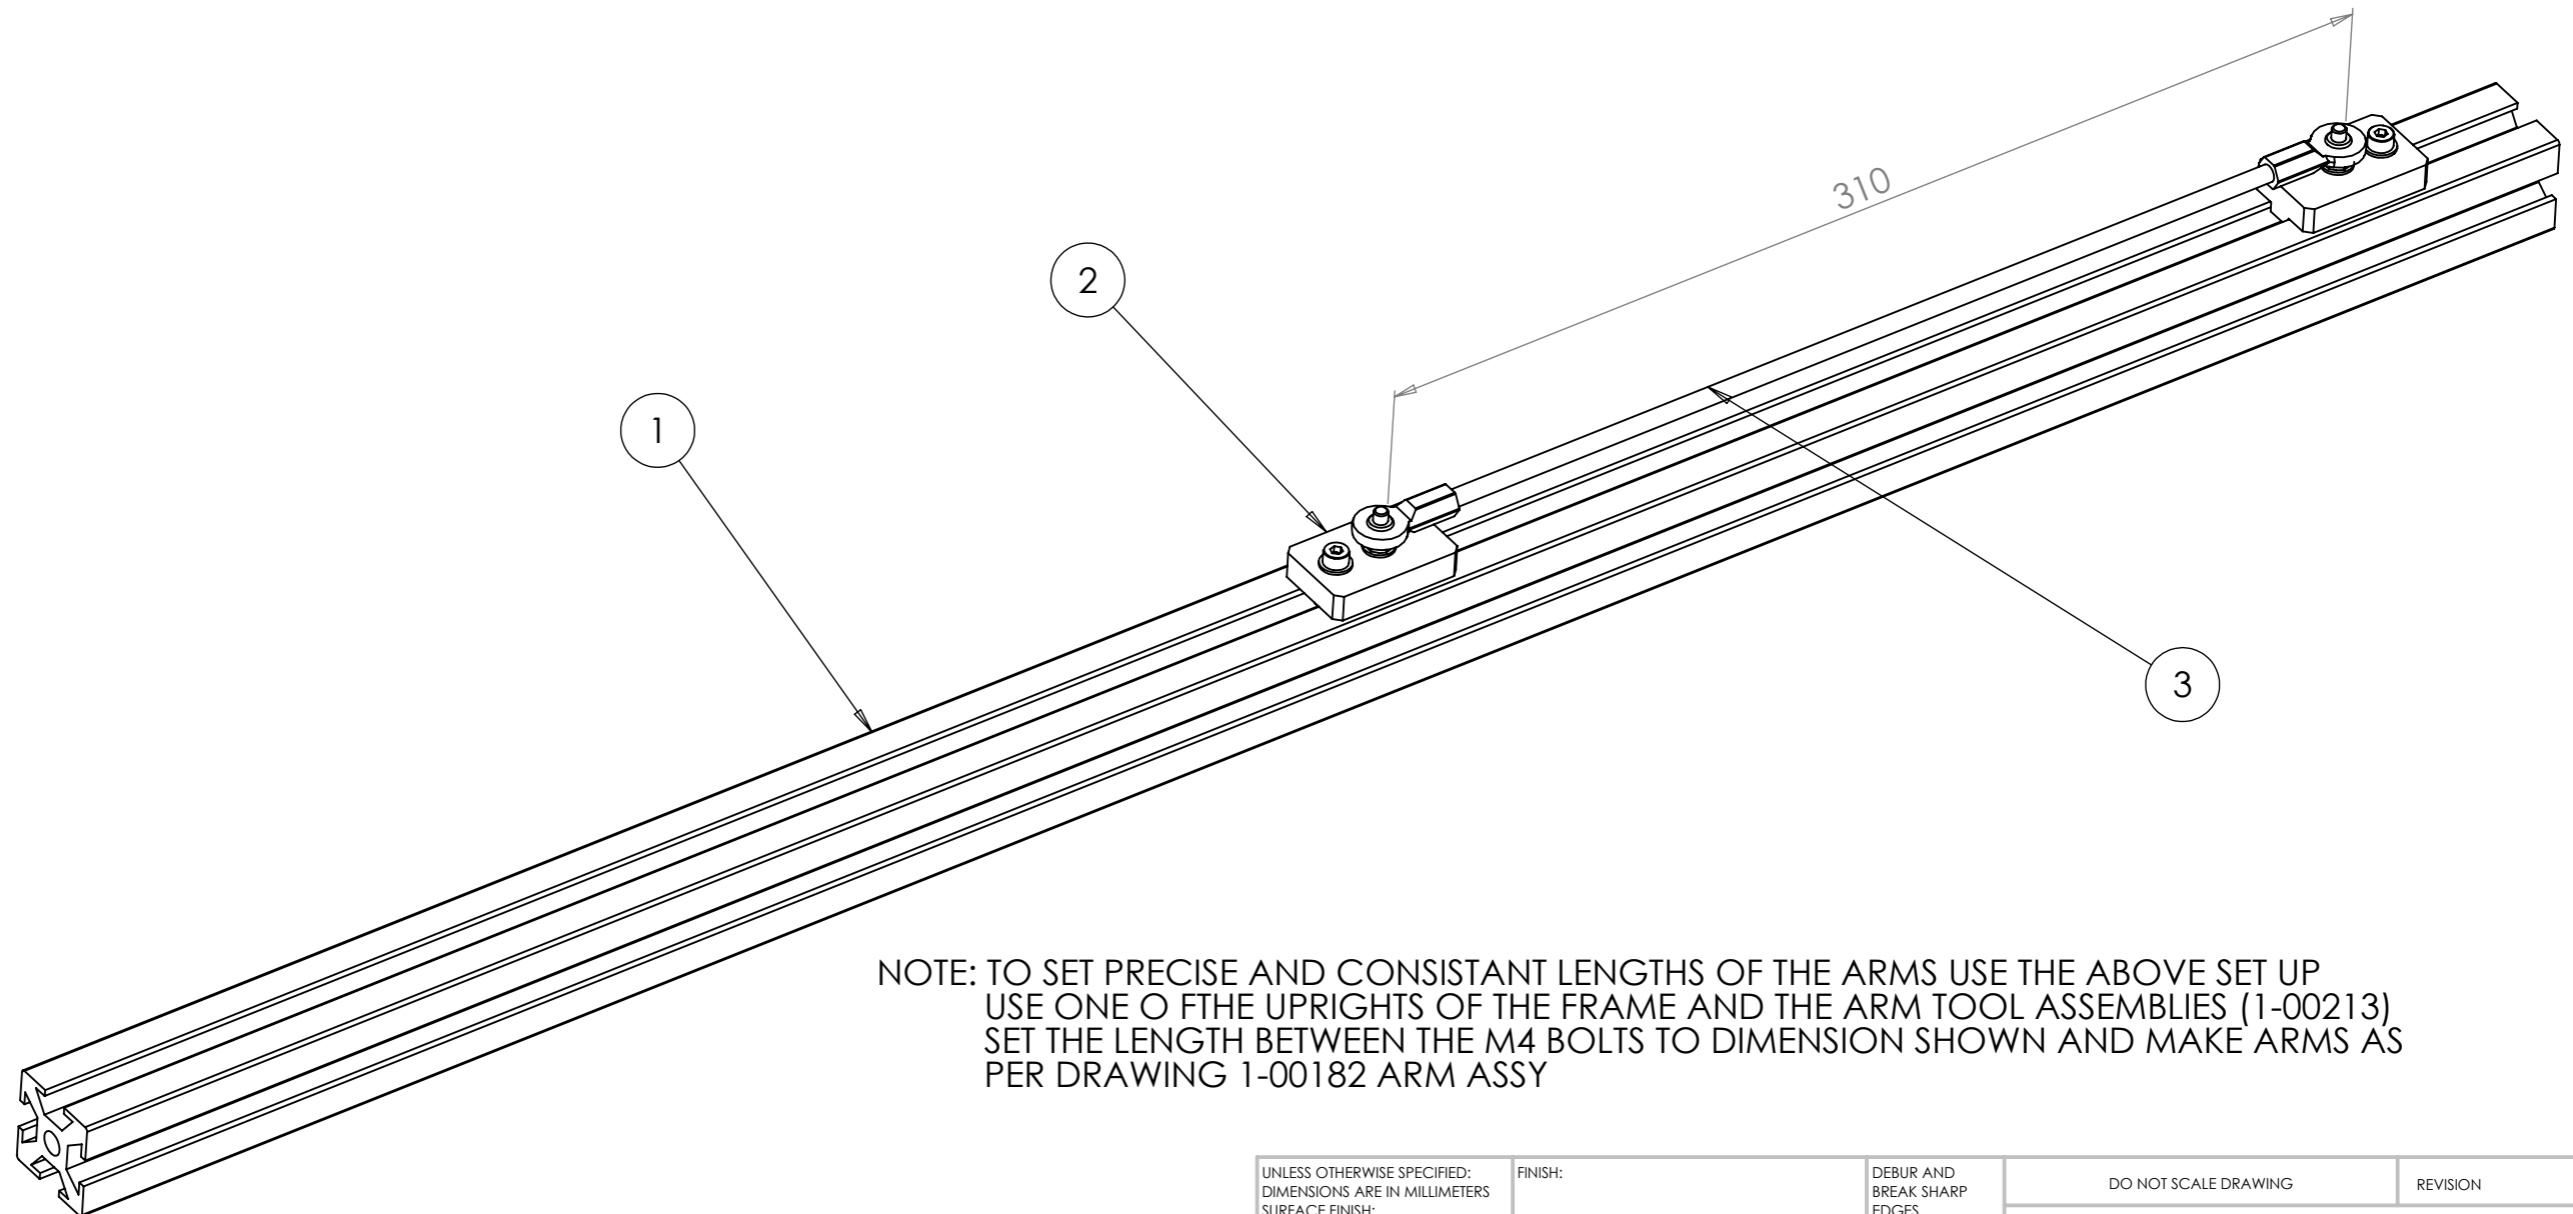 310
2
1
3
NOTE: TO SET PRECISE AND CONSISTANT LENGTHS OF THE ARMS USE THE ABOVE SET UP
USE ONE O FTHE UPRIGHTS OF THE FRAME AND THE ARM TOOL ASSEMBLIES (1-00213)
SET THE LENGTH BETWEEN THE M4 BOLTS TO DIMENSION SHOWN AND MAKE ARMS AS
PER DRAWING 1-00182 ARM ASSY
UNLESS OTHERWISE SPECIFIED:
DIMENSIONS ARE IN MILLIMETERS
SURFACE FINISH:
FINISH:
DEBUR AND
BREAK SHARP
EDGES
DO NOT SCALE DRAWING
REVISION